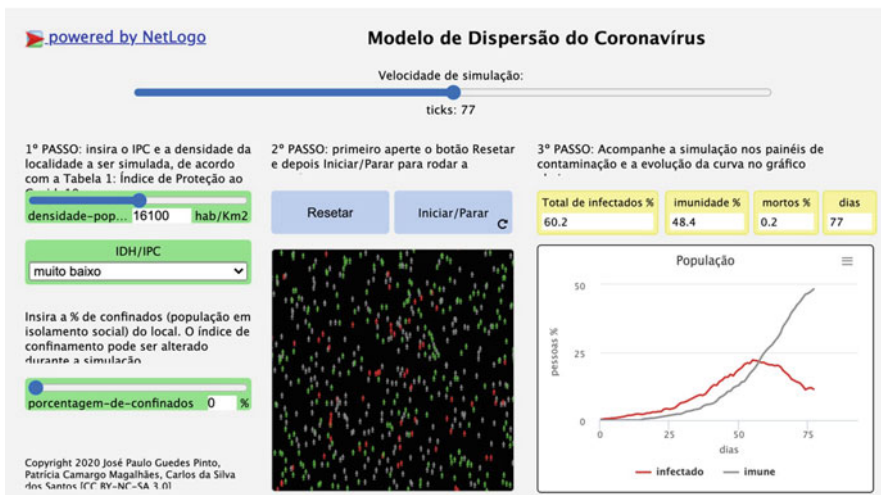 powered by NetLogo
Modelo de Dispersão do Coronavírus
Velocidade de simulação:
ticks: 77
1º PASSO: insira o IPC e a densidade da
localidade a ser simulada, de acordo
com a Tabela 1: Índice de Proteção ao
densidade-pop... 16100 hab/Km2
IDH/IPC
muito baixo
Insira a % de confinados (população em
isolamento social) do local. O índice de
confinamento pode ser alterado
durante a simulação
porcentagem-de-confinados 0 %
Copyright 2020 José Paulo Guedes Pinto,
Patrícia Camargo Magalhães, Carlos da Silva
dos Santos [CC BY-NC-SA 3.0]
2º PASSO: primeiro aperte o botão Resetar
e depois Iniciar/Parar para rodar a
Resetar
Iniciar/Parar
3º PASSO: Acompanhe a simulação nos painéis de
contaminação e a evolução da curva no gráfico
Total de infectados % imunidade % mortos % dias
60.2 48.4 0.2 77
População
50
25
0
pessoas %
0 25 50 75
dias
infectado imune